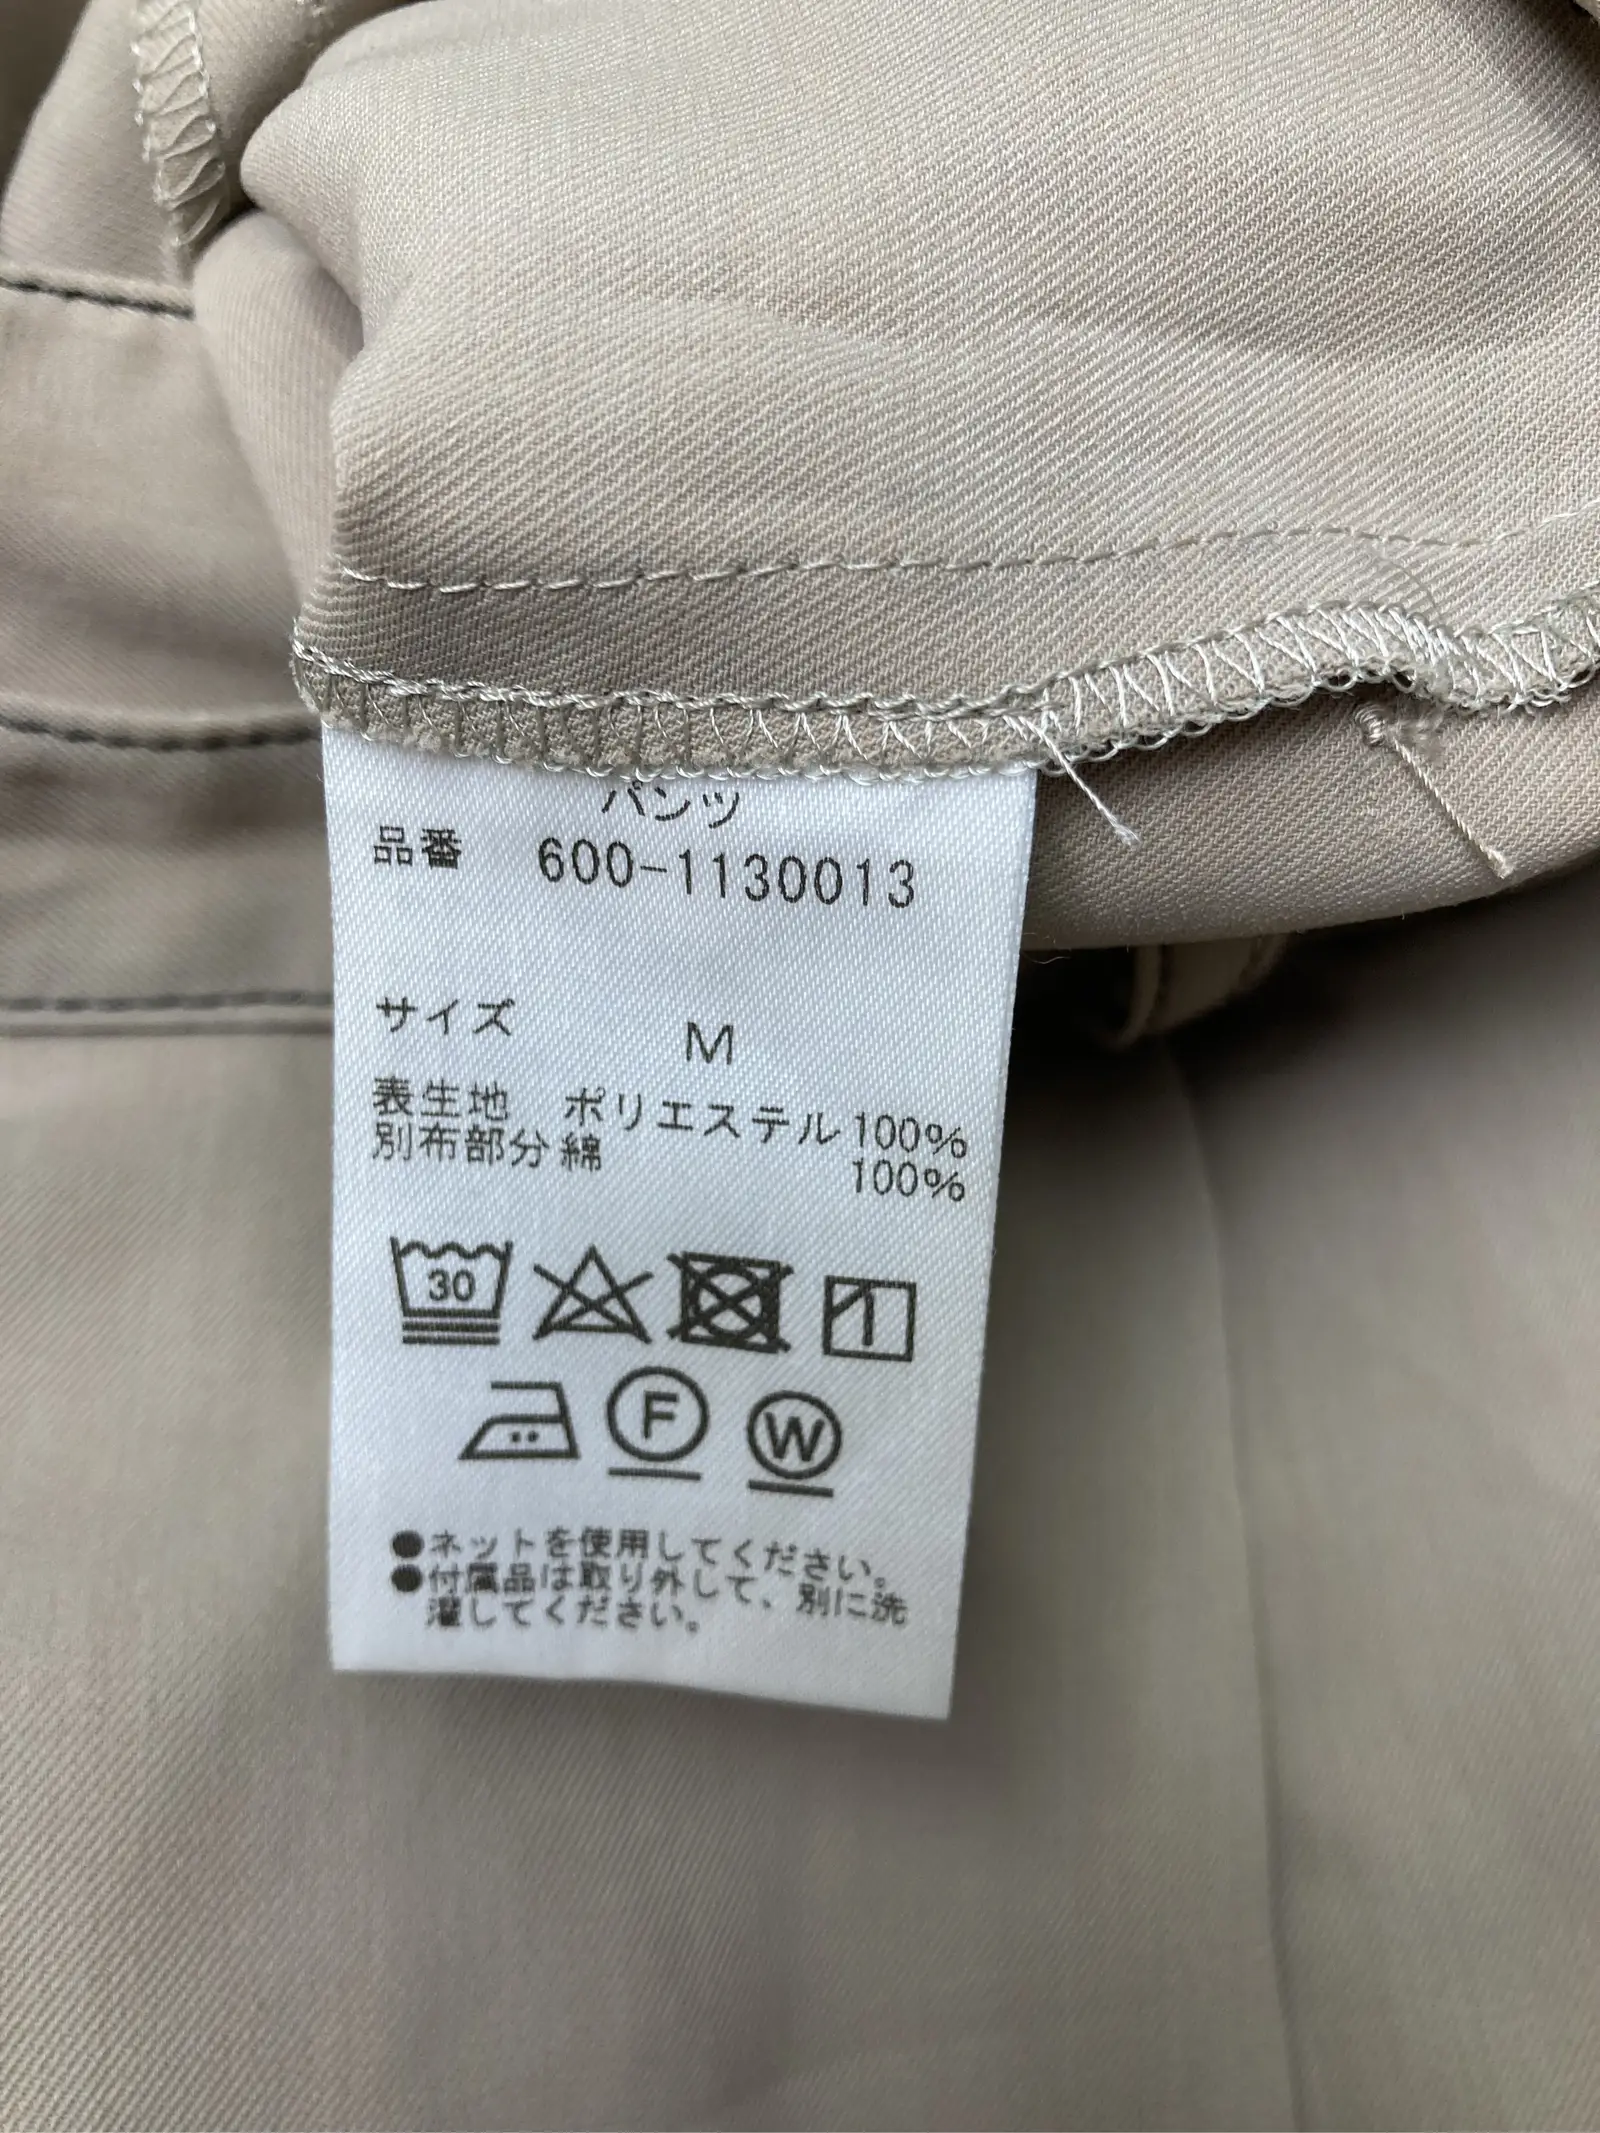 パンツ
品番 600-1130013
サイズ M
表生地 ポリエステル 100%
別布部分 綿 100%
30
F W
●ネットを使用してください。
●付属品は取り外して、別に洗
濯してください。